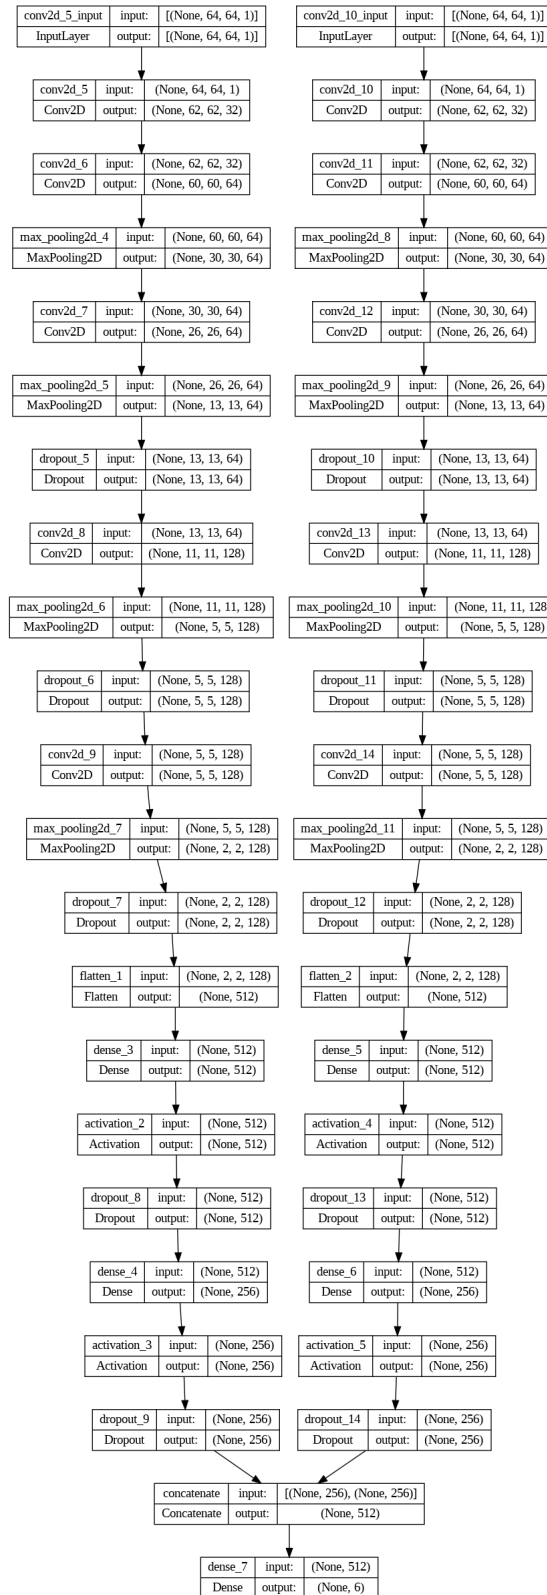 conv2d_5_input input: [(None, 64, 64, 1)]
InputLayer output: [(None, 64, 64, 1)]
conv2d_10_input input: [(None, 64, 64, 1)]
InputLayer output: [(None, 64, 64, 1)]
conv2d_5 input: (None, 64, 64, 1)
Conv2D output: (None, 62, 62, 32)
conv2d_10 input: (None, 64, 64, 1)
Conv2D output: (None, 62, 62, 32)
conv2d_6 input: (None, 62, 62, 32)
Conv2D output: (None, 60, 60, 64)
conv2d_11 input: (None, 62, 62, 32)
Conv2D output: (None, 60, 60, 64)
max_pooling2d_4 input: (None, 60, 60, 64)
MaxPooling2D output: (None, 30, 30, 64)
max_pooling2d_8 input: (None, 60, 60, 64)
MaxPooling2D output: (None, 30, 30, 64)
conv2d_7 input: (None, 30, 30, 64)
Conv2D output: (None, 26, 26, 64)
conv2d_12 input: (None, 30, 30, 64)
Conv2D output: (None, 26, 26, 64)
max_pooling2d_5 input: (None, 26, 26, 64)
MaxPooling2D output: (None, 13, 13, 64)
max_pooling2d_9 input: (None, 26, 26, 64)
MaxPooling2D output: (None, 13, 13, 64)
dropout_5 input: (None, 13, 13, 64)
Dropout output: (None, 13, 13, 64)
dropout_10 input: (None, 13, 13, 64)
Dropout output: (None, 13, 13, 64)
conv2d_8 input: (None, 13, 13, 64)
Conv2D output: (None, 11, 11, 128)
conv2d_13 input: (None, 13, 13, 64)
Conv2D output: (None, 11, 11, 128)
max_pooling2d_6 input: (None, 11, 11, 128)
MaxPooling2D output: (None, 5, 5, 128)
max_pooling2d_10 input: (None, 11, 11, 128
MaxPooling2D output: (None, 5, 5, 128)
dropout_6 input: (None, 5, 5, 128)
Dropout output: (None, 5, 5, 128)
dropout_11 input: (None, 5, 5, 128)
Dropout output: (None, 5, 5, 128)
conv2d_9 input: (None, 5, 5, 128)
Conv2D output: (None, 5, 5, 128)
conv2d_14 input: (None, 5, 5, 128)
Conv2D output: (None, 5, 5, 128)
max_pooling2d_7 input: (None, 5, 5, 128)
MaxPooling2D output: (None, 2, 2, 128)
max_pooling2d_11 input: (None, 5, 5, 128)
MaxPooling2D output: (None, 2, 2, 128)
dropout_7 input: (None, 2, 2, 128)
Dropout output: (None, 2, 2, 128)
dropout_12 input: (None, 2, 2, 128)
Dropout output: (None, 2, 2, 128)
flatten_1 input: (None, 2, 2, 128)
Flatten output: (None, 512)
flatten_2 input: (None, 2, 2, 128)
Flatten output: (None, 512)
dense_3 input: (None, 512)
Dense output: (None, 512)
dense_5 input: (None, 512)
Dense output: (None, 512)
activation_2 input: (None, 512)
Activation output: (None, 512)
activation_4 input: (None, 512)
Activation output: (None, 512)
dropout_8 input: (None, 512)
Dropout output: (None, 512)
dropout_13 input: (None, 512)
Dropout output: (None, 512)
dense_4 input: (None, 512)
Dense output: (None, 256)
dense_6 input: (None, 512)
Dense output: (None, 256)
activation_3 input: (None, 256)
Activation output: (None, 256)
activation_5 input: (None, 256)
Activation output: (None, 256)
dropout_9 input: (None, 256)
Dropout output: (None, 256)
dropout_14 input: (None, 256)
Dropout output: (None, 256)
concatenate input: [(None, 256), (None, 256)]
Concatenate output: (None, 512)
dense_7 input: (None, 512)
Dense output: (None, 6)